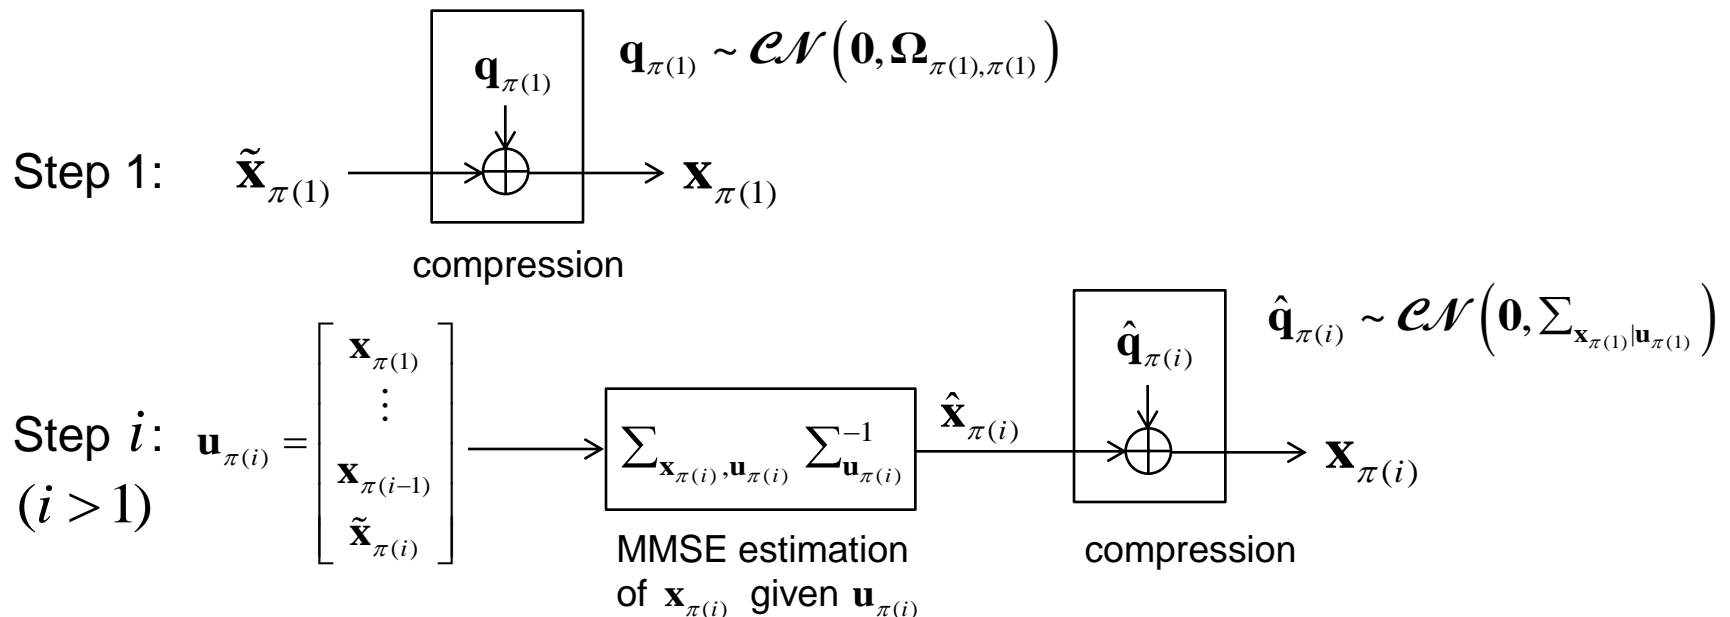 q_π(1)
q_π(1) ~ 𝒞𝒩(0, Ω_π(1),π(1))
Step 1: x̃_π(1) x_π(1)
compression
q̂_π(i)
q̂_π(i) ~ 𝒞𝒩(0, Σ_x_π(1)|u_π(1))
Step i: u_π(i) = [x_π(1) ⋮ x_π(i−1) x̃_π(i)] Σ_x_π(i),u_π(i) Σ⁻¹_u_π(i) x̂_π(i) x_π(i)
(i > 1)
MMSE estimation
of x_π(i) given u_π(i)
compression